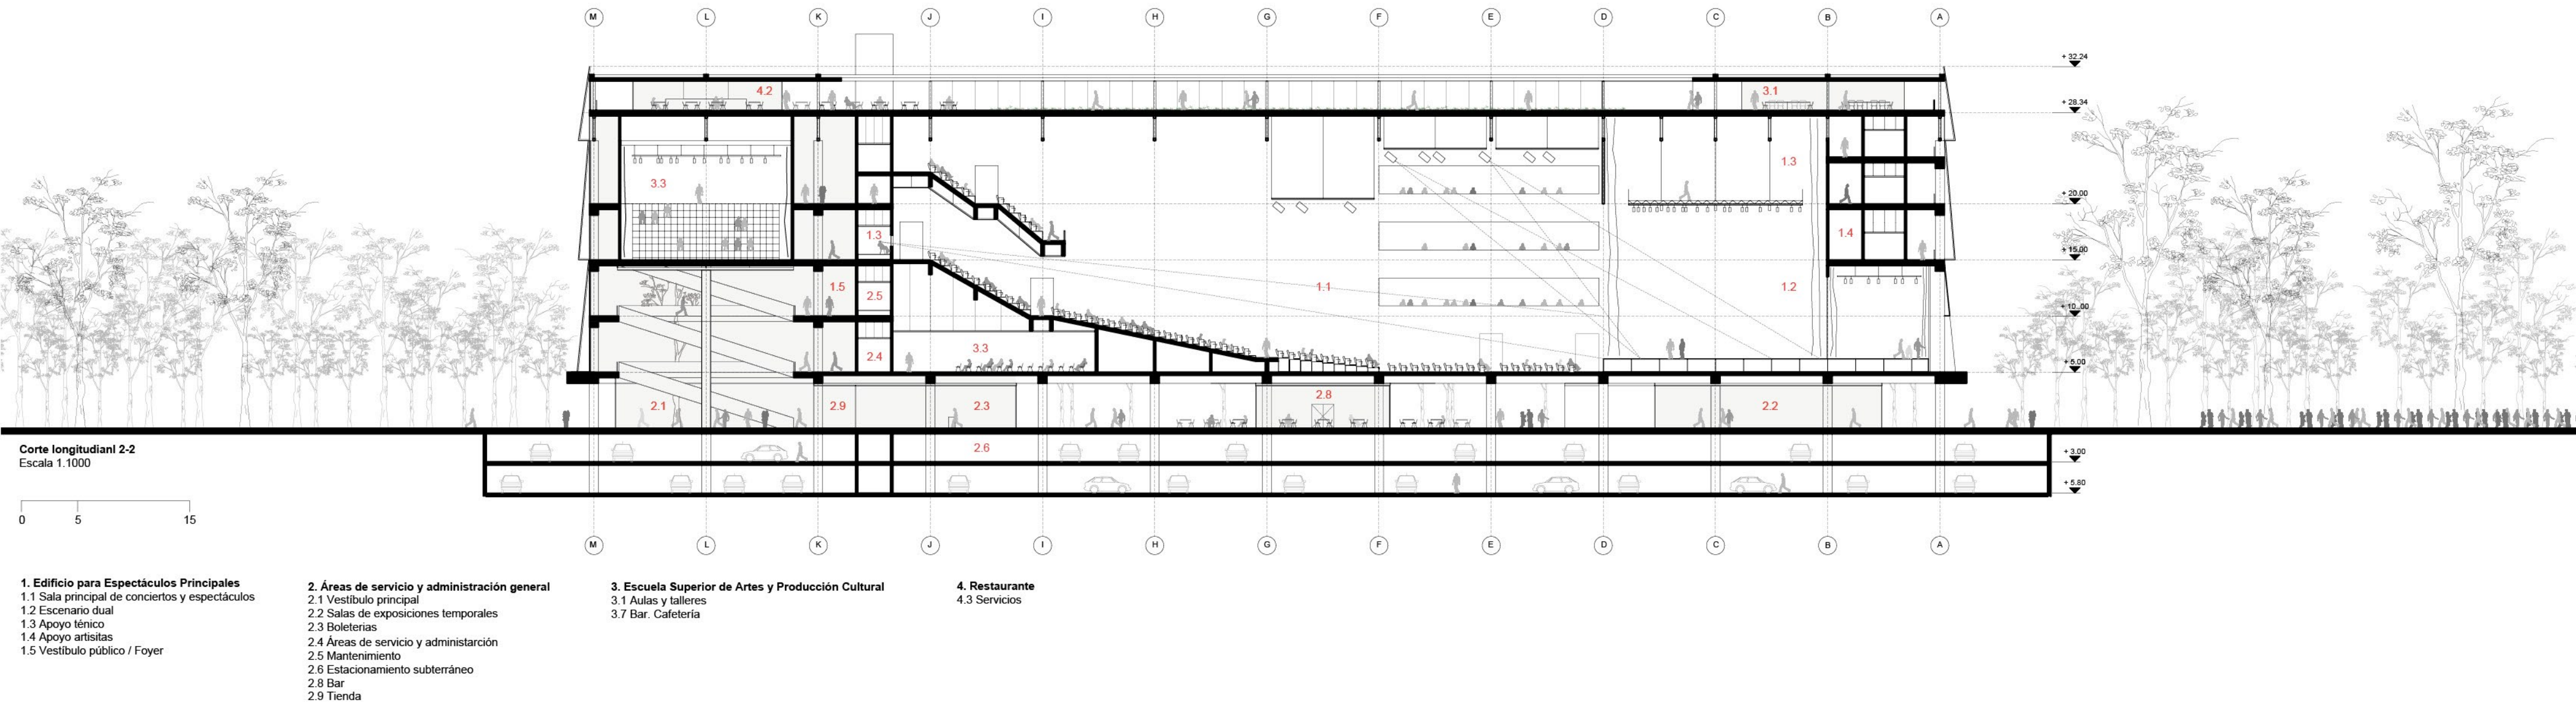 M L K J I H G F E D C B A
+ 32.24
4.2
3.1
+ 28.34
1.3
3.3
+ 20.00
1.3
1.4
+ 15.00
1.5
2.5
1.1
1.2
+ 10.00
2.4
3.3
+ 5.00
2.1
2.9
2.3
2.8
2.2
Corte longitudianl 2-2
Escala 1.1000
2.6
+ 3.00
+ 5.80
0 5 15
M L K J I H G F E D C B A
1. Edificio para Espectáculos Principales
1.1 Sala principal de conciertos y espectáculos
1.2 Escenario dual
1.3 Apoyo ténico
1.4 Apoyo artisitas
1.5 Vestíbulo público / Foyer
2. Áreas de servicio y administración general
2.1 Vestíbulo principal
2.2 Salas de exposiciones temporales
2.3 Boleterias
2.4 Áreas de servicio y administarción
2.5 Mantenimiento
2.6 Estacionamiento subterráneo
2.8 Bar
2.9 Tienda
3. Escuela Superior de Artes y Producción Cultural
3.1 Aulas y talleres
3.7 Bar. Cafetería
4. Restaurante
4.3 Servicios